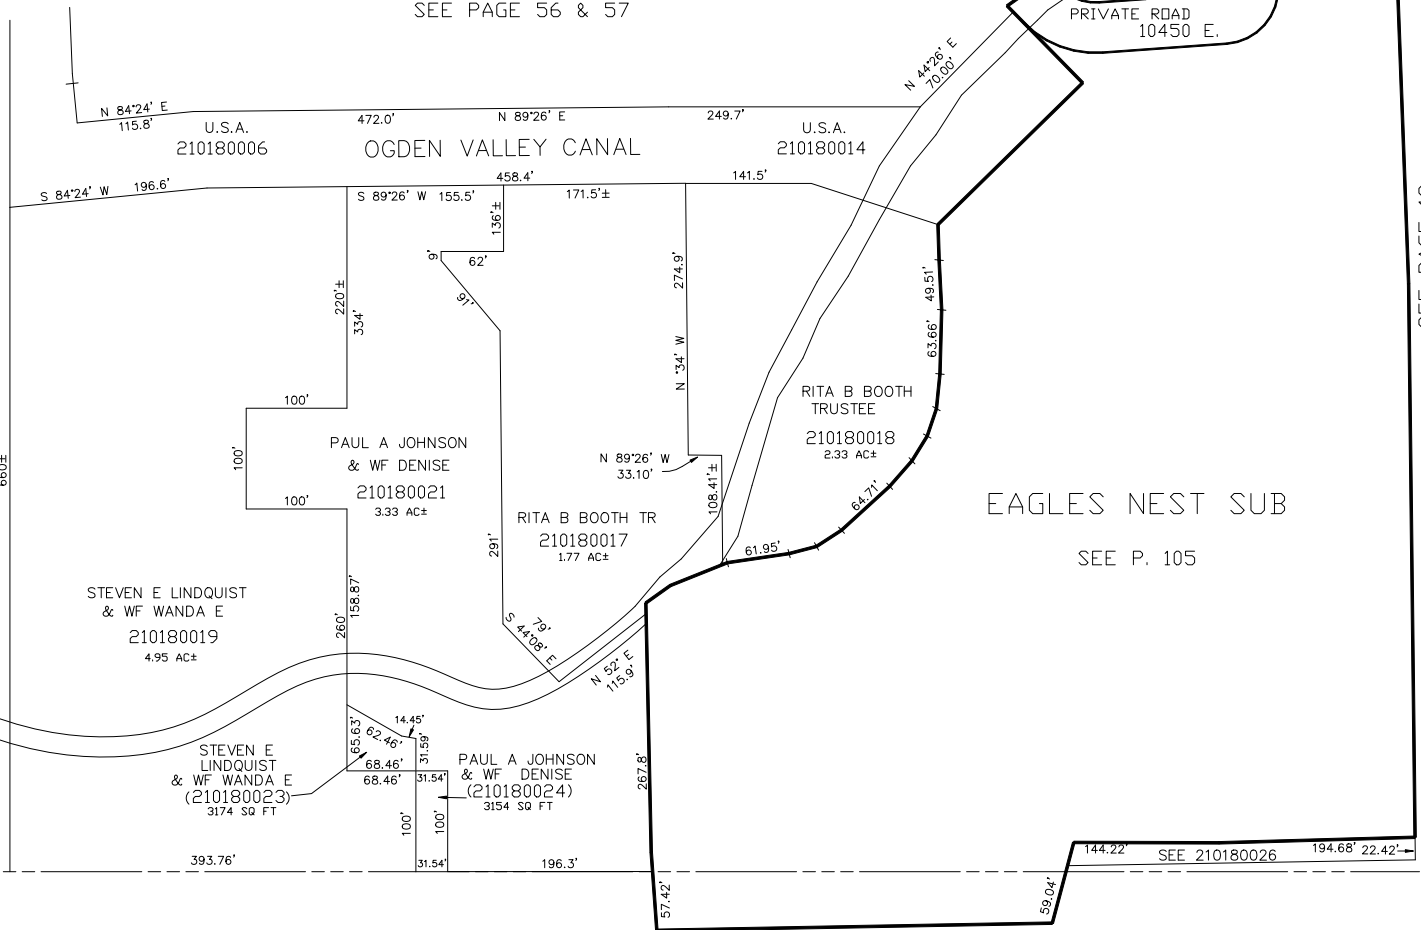 SEE PAGE 56 & 57
PRIVATE ROAD
10450 E.
N 44°26' E
70.00'
N 84°24' E
115.8'
472.0'
N 89°26' E
249.7'
U.S.A.
210180006
OGDEN VALLEY CANAL
U.S.A.
210180014
S 84°24' W
196.6'
458.4'
S 89°26' W 155.5'
171.5'±
141.5'
136'±
9'
62'
91'
220'±
334'
274.9'
N °34' W
49.51'
63.66'
RITA B BOOTH
TRUSTEE
210180018
2.33 AC±
64.71'
61.95'
100'
100'
100'
PAUL A JOHNSON
& WF DENISE
210180021
3.33 AC±
N 89°26' W
33.10'
108.41'±
RITA B BOOTH TR
210180017
1.77 AC±
291'
EAGLES NEST SUB
SEE P. 105
660±
STEVEN E LINDQUIST
& WF WANDA E
210180019
4.95 AC±
158.87'
260'
79'
S 44°08' E
N 52' E
115.9'
14.45'
65.63'
62.46'
31.59'
STEVEN E
LINDQUIST
& WF WANDA E
(210180023)
3174 SQ FT
68.46'
68.46'
31.54'
PAUL A JOHNSON
& WF DENISE
(210180024)
3154 SQ FT
100'
100'
267.8'
393.76'
31.54'
196.3'
57.42'
59.04'
144.22'
SEE 210180026
194.68'
22.42'